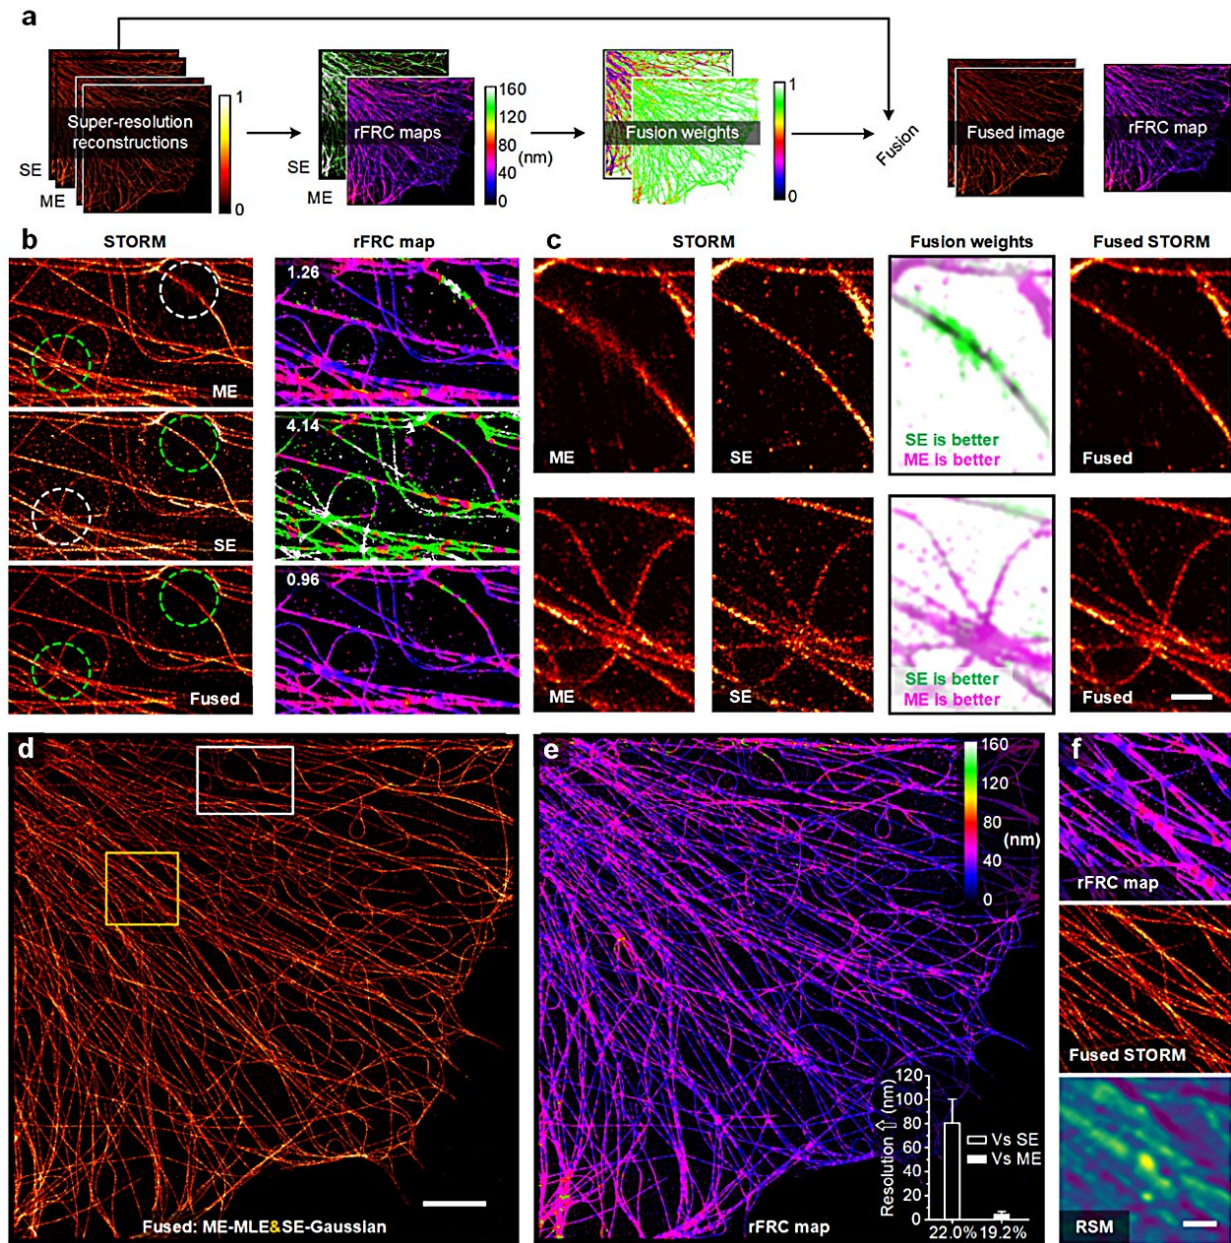 a
SE
ME
Super-resolution
reconstructions
1
0
rFRC maps
SE
ME
160
120
80
40
0
(nm)
Fusion weights
1
0
Fusion
Fused image
rFRC map
b
STORM
rFRC map
ME
1.26
SE
4.14
Fused
0.96
c
STORM
Fusion weights
Fused STORM
ME
SE
SE is better
ME is better
Fused
ME
SE
SE is better
ME is better
Fused
d
Fused: ME-MLE&SE-Gaussian
e
160
120
80
(nm)
40
0
rFRC map
Resolution ⇧ (nm)
120
100
80
60
40
20
0
Vs SE
Vs ME
22.0% 19.2%
f
rFRC map
Fused STORM
RSM